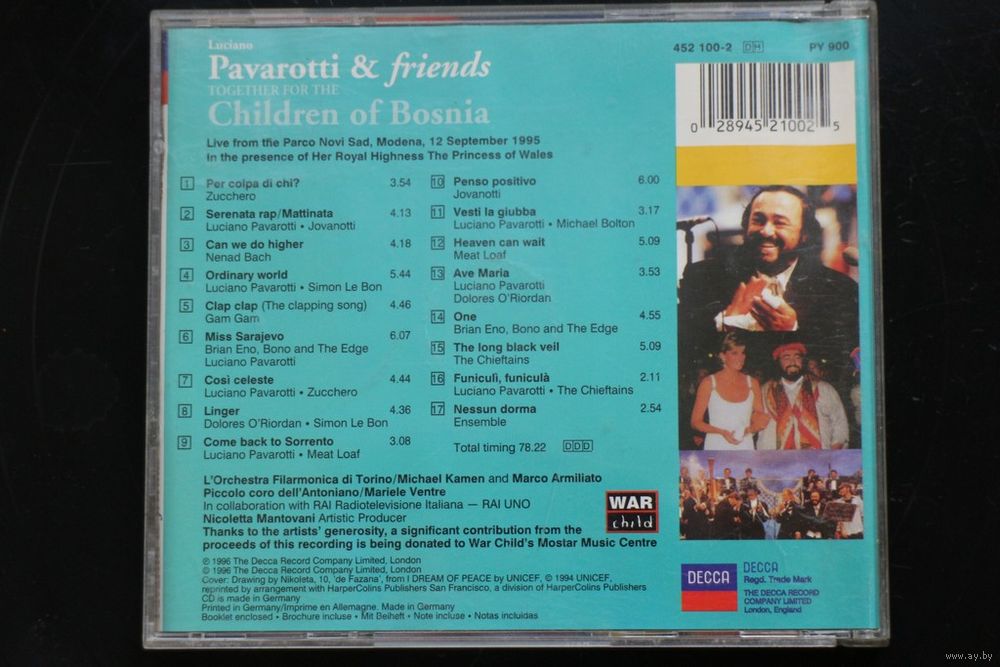 Luciano
Pavarotti & friends
TOGETHER FOR THE
Children of Bosnia
Live from the Parco Novi Sad, Modena, 12 September 1995
In the presence of Her Royal Highness The Princess of Wales
1 Per colpa di chi? 3.54
Zucchero
2 Serenata rap/Mattinata 4.13
Luciano Pavarotti • Jovanotti
3 Can we do higher 4.18
Nenad Bach
4 Ordinary world 5.44
Luciano Pavarotti • Simon Le Bon
5 Clap clap (The clapping song) 4.46
Gam Gam
6 Miss Sarajevo 6.07
Brian Eno, Bono and The Edge
Luciano Pavarotti
7 Così celeste 4.44
Luciano Pavarotti • Zucchero
8 Linger 4.36
Dolores O'Riordan • Simon Le Bon
9 Come back to Sorrento 3.08
Luciano Pavarotti • Meat Loaf
10 Penso positivo 6.00
Jovanotti
11 Vesti la giubba 3.17
Luciano Pavarotti • Michael Bolton
12 Heaven can wait 5.09
Meat Loaf
13 Ave Maria 3.53
Luciano Pavarotti
Dolores O'Riordan
14 One 4.55
Brian Eno, Bono and The Edge
15 The long black veil 5.09
The Chieftains
16 Funiculì, funiculà 2.11
Luciano Pavarotti • The Chieftains
17 Nessun dorma 2.54
Ensemble
Total timing 78.22 DDD
L'Orchestra Filarmonica di Torino/Michael Kamen and Marco Armiliato
Piccolo coro dell'Antoniano/Mariele Ventre
In collaboration with RAI Radiotelevisione Italiana — RAI UNO
Nicoletta Mantovani Artistic Producer
Thanks to the artists' generosity, a significant contribution from the
proceeds of this recording is being donated to War Child's Mostar Music Centre
WAR
child
℗ 1996 The Decca Record Company Limited, London
© 1996 The Decca Record Company Limited, London
Cover: Drawing by Nikoleta, 10, 'de Fazana', from I DREAM OF PEACE by UNICEF, © 1994 UNICEF,
reprinted by arrangement with HarperColins Publishers San Francisco, a division of HarperColins Publishers
CD is made in Germany
Printed in Germany/Imprime en Allemagne. Made in Germany
Booklet enclosed • Brochure incluse • Mit Beiheft • Note incluse • Notas incluidas
452 100-2 DH PY 900
0 28945 21002 5
DECCA
DECCA
Regd. Trade Mark
THE DECCA RECORD
COMPANY LIMITED
London, England
www.ay.by